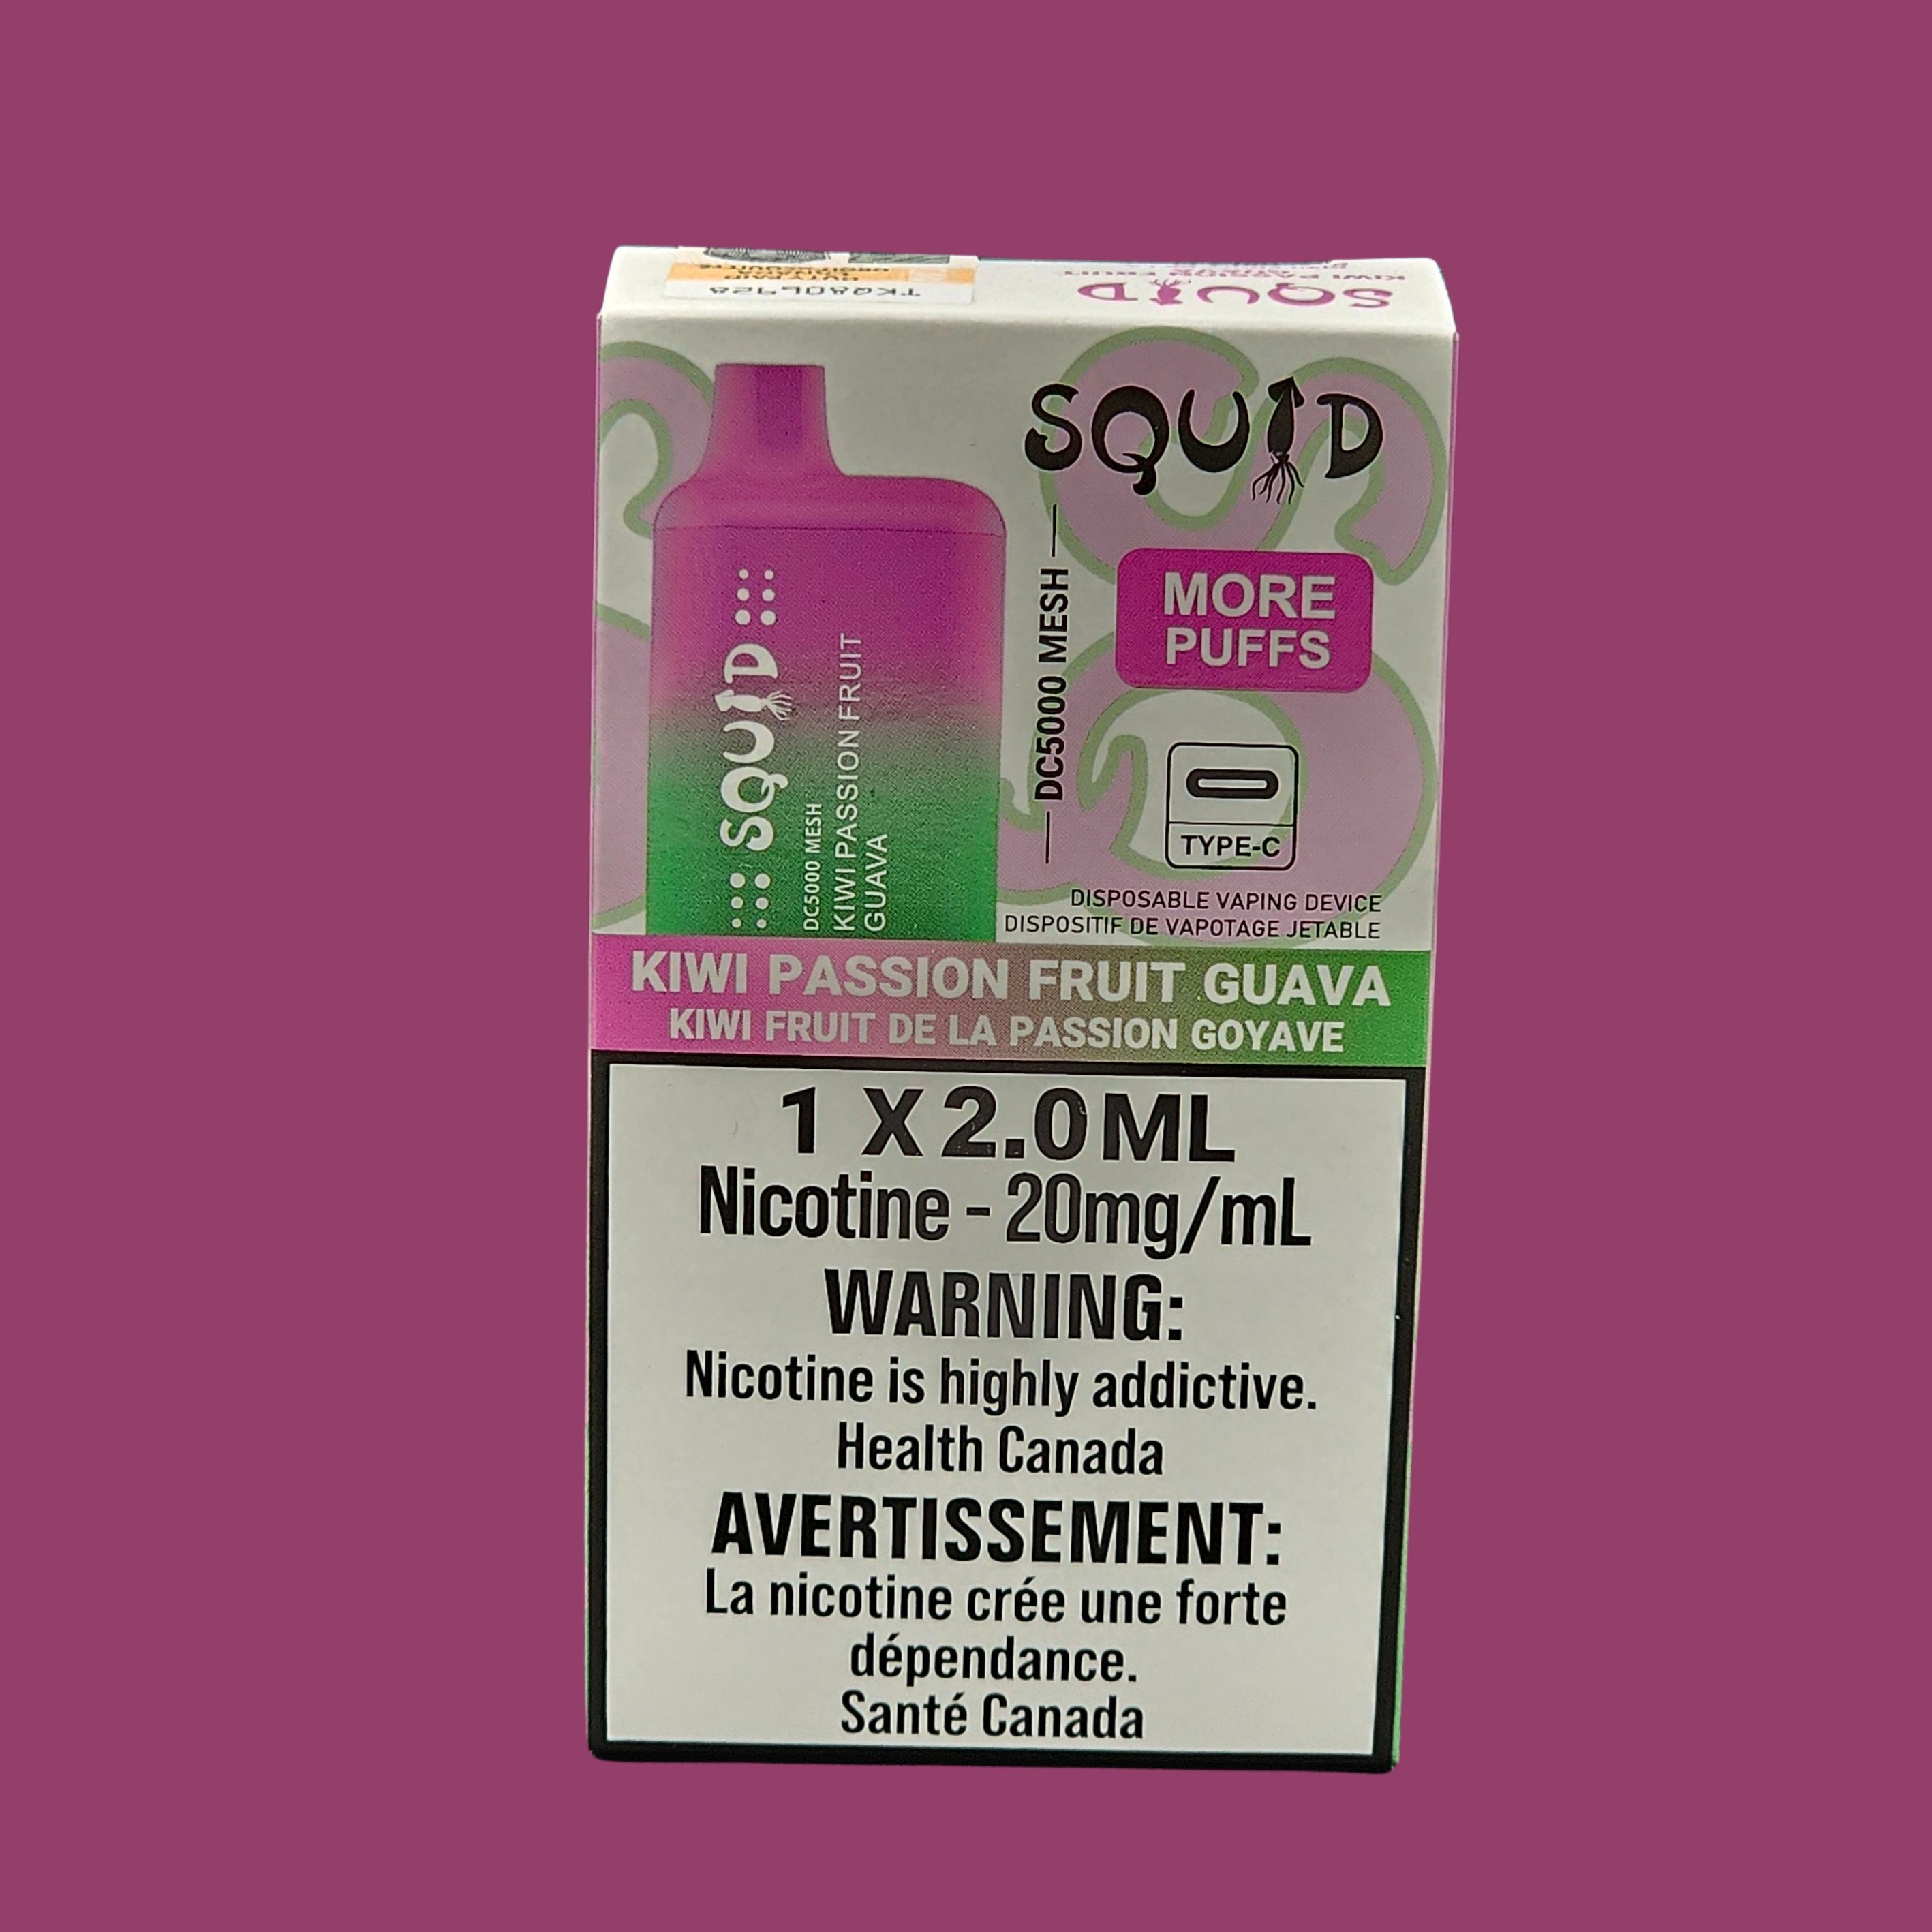 TKQ806928
SQUID
SQUID
DC5000 MESH
MORE
PUFFS
TYPE-C
SQUID
DC5000 MESH
KIWI PASSION FRUIT
GUAVA
DISPOSABLE VAPING DEVICE
DISPOSITIF DE VAPOTAGE JETABLE
KIWI PASSION FRUIT GUAVA
KIWI FRUIT DE LA PASSION GOYAVE
1 X 2.0ML
Nicotine - 20mg/mL
WARNING:
Nicotine is highly addictive.
Health Canada
AVERTISSEMENT:
La nicotine crée une forte
dépendance.
Santé Canada